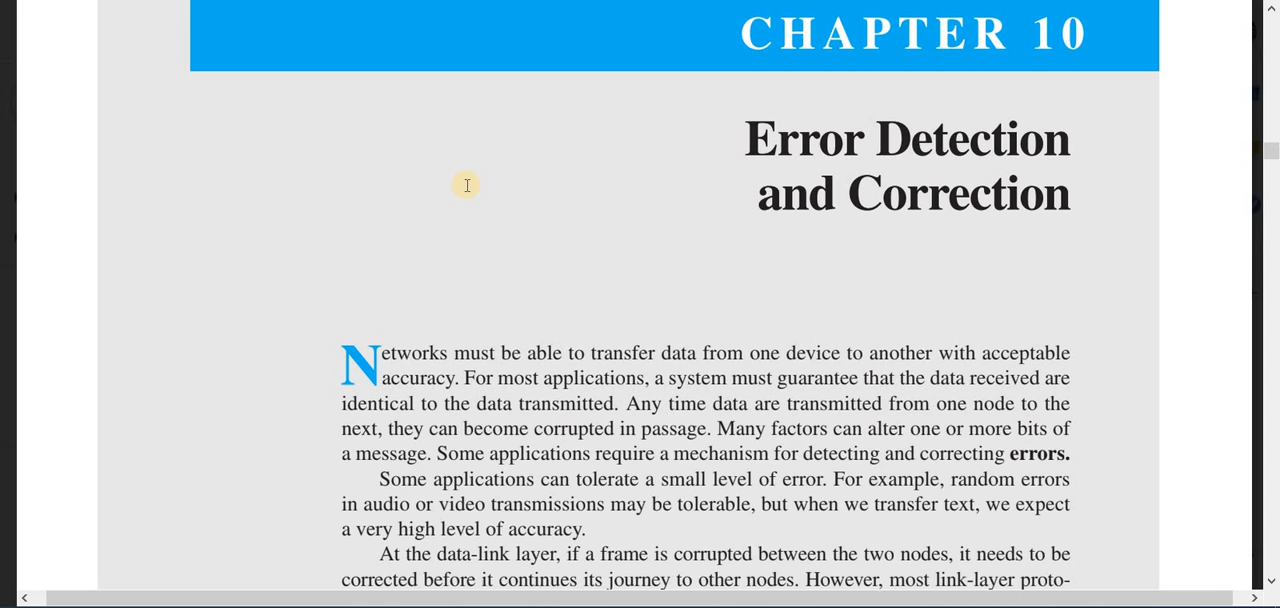 CHAPTER 10
Error Detection
and Correction
Networks must be able to transfer data from one device to another with acceptable
accuracy. For most applications, a system must guarantee that the data received are
identical to the data transmitted. Any time data are transmitted from one node to the
next, they can become corrupted in passage. Many factors can alter one or more bits of
a message. Some applications require a mechanism for detecting and correcting errors.
Some applications can tolerate a small level of error. For example, random errors
in audio or video transmissions may be tolerable, but when we transfer text, we expect
a very high level of accuracy.
At the data-link layer, if a frame is corrupted between the two nodes, it needs to be
corrected before it continues its journey to other nodes. However, most link-layer proto-